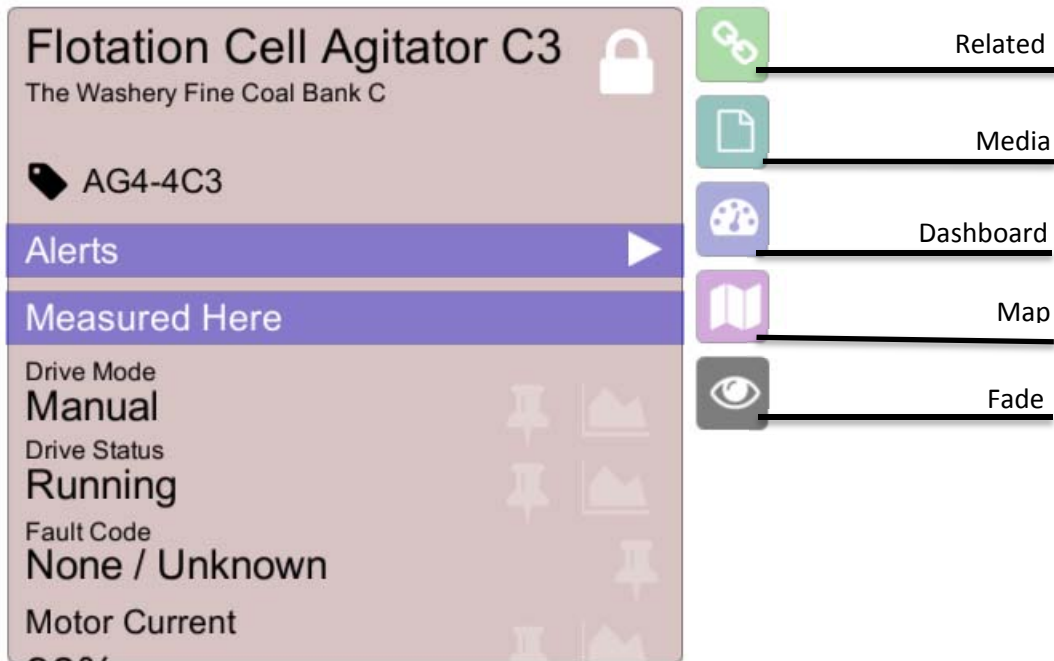 Flotation Cell Agitator C3
The Washery Fine Coal Bank C
AG4-4C3
Alerts
Measured Here
Drive Mode
Manual
Drive Status
Running
Fault Code
None / Unknown
Motor Current
Related
Media
Dashboard
Map
Fade